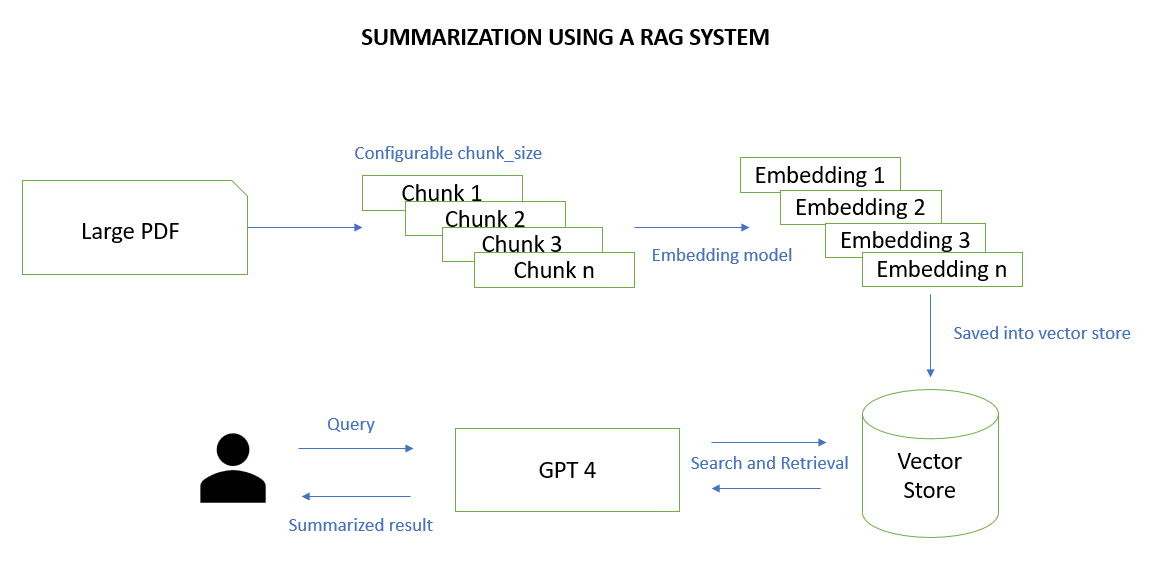 SUMMARIZATION USING A RAG SYSTEM
Configurable chunk_size
Large PDF
Chunk 1
Chunk 2
Chunk 3
Chunk n
Embedding model
Embedding 1
Embedding 2
Embedding 3
Embedding n
Saved into vector store
Query
Summarized result
GPT 4
Search and Retrieval
Vector
Store